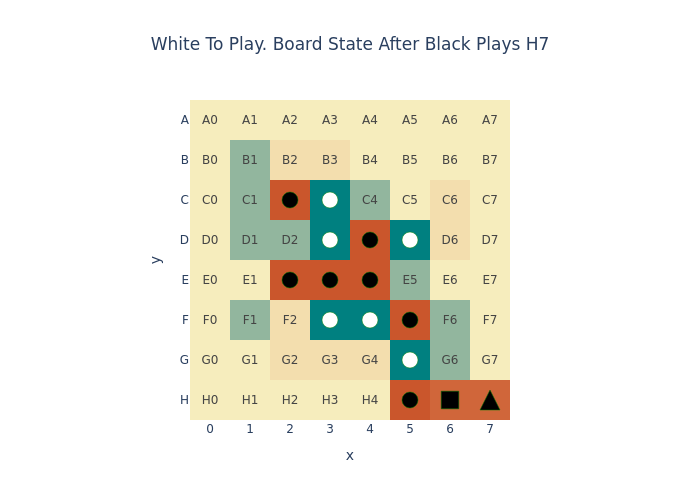 White To Play. Board State After Black Plays H7
A A0 A1 A2 A3 A4 A5 A6 A7
B B0 B1 B2 B3 B4 B5 B6 B7
C C0 C1 C4 C5 C6 C7
D D0 D1 D2 D6 D7
E E0 E1 E5 E6 E7
F F0 F1 F2 F6 F7
G G0 G1 G2 G3 G4 G6 G7
H H0 H1 H2 H3 H4
0 1 2 3 4 5 6 7
x
y